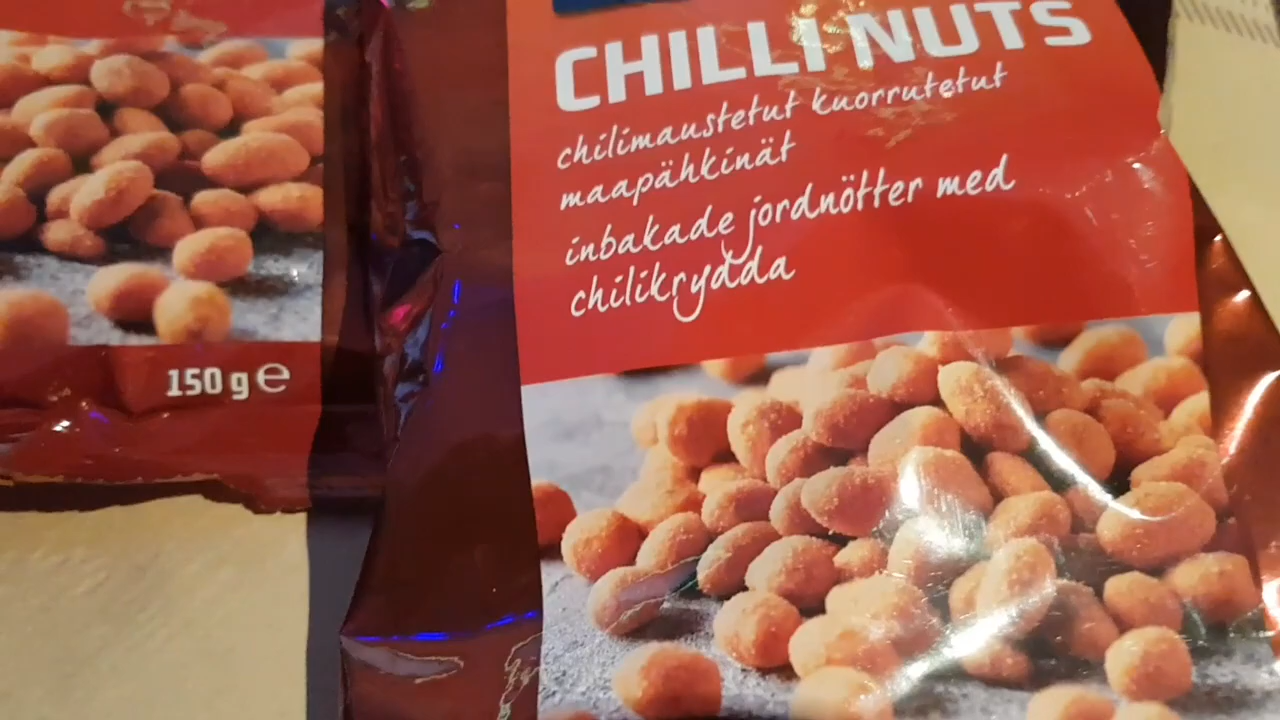 CHILLI NUTS
chilimaustetut kuorrutetut
maapähkinät
inbakade jordnötter med
chilikrydda
150 g e